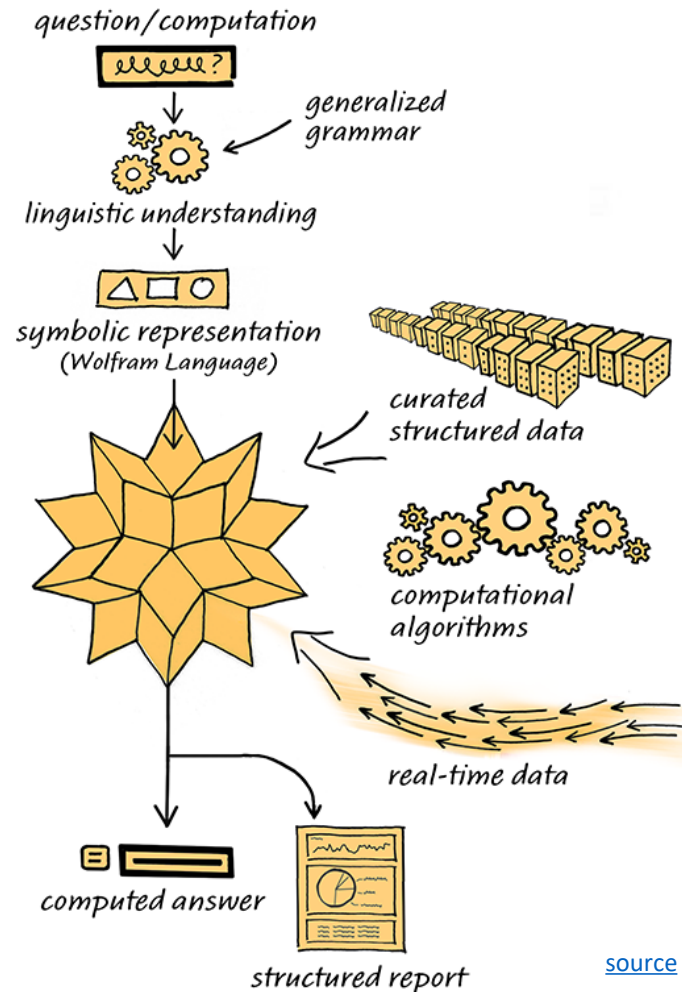 question/computation
?
generalized
grammar
linguistic understanding
symbolic representation
(Wolfram Language)
curated
structured data
computational
algorithms
real-time data
=
computed answer
structured report
source